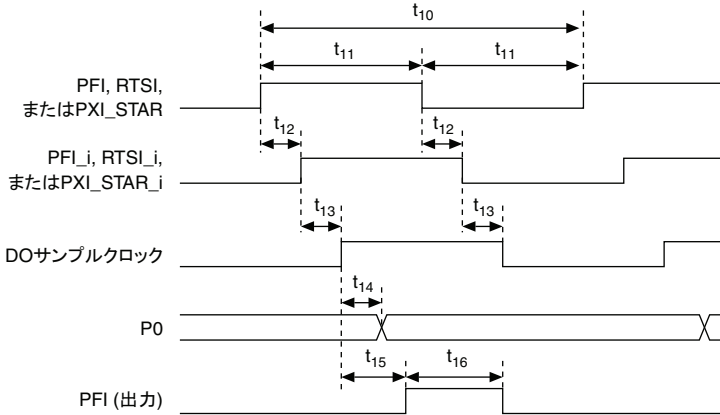 t10
t11 t11
PFI, RTSI,
またはPXI_STAR
t12 t12
PFI_i, RTSI_i,
またはPXI_STAR_i
t13 t13
DOサンプルクロック
t14
P0
t15 t16
PFI (出力)